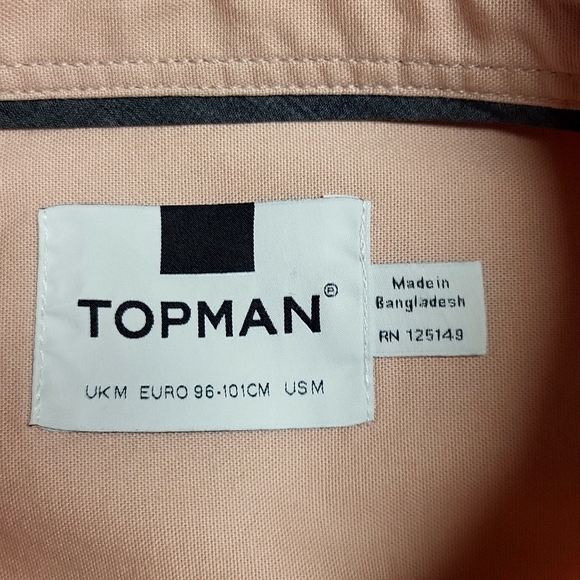 TOPMAN®
UK M EURO 96-101CM US M
Made in
Bangladesh
RN 125149